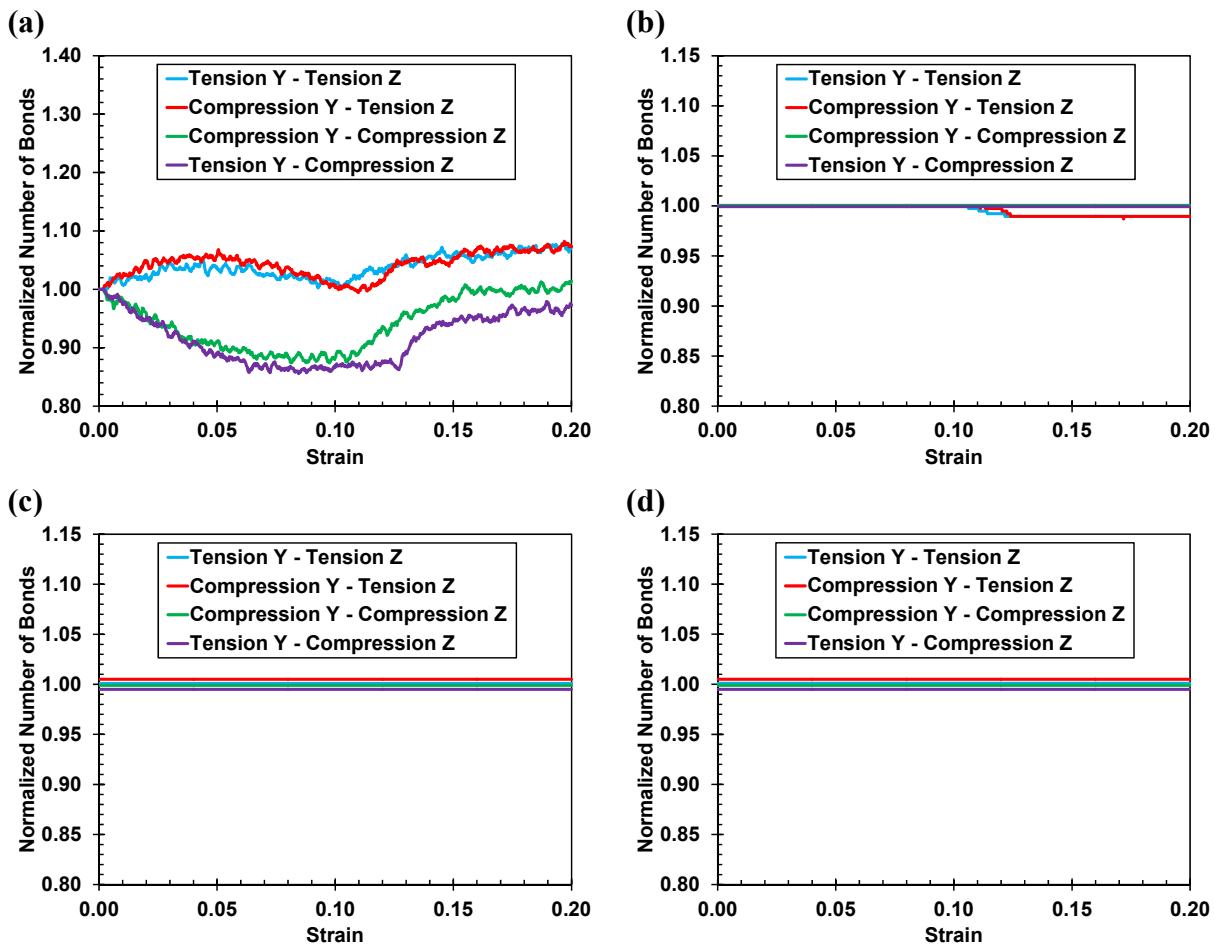 (a)
Normalized Number of Bonds
1.40
1.30
1.20
1.10
1.00
0.90
0.80
Tension Y - Tension Z
Compression Y - Tension Z
Compression Y - Compression Z
Tension Y - Compression Z
0.00 0.05 0.10 0.15 0.20
Strain
(b)
Normalized Number of Bonds
1.15
1.10
1.05
1.00
0.95
0.90
0.85
0.80
Tension Y - Tension Z
Compression Y - Tension Z
Compression Y - Compression Z
Tension Y - Compression Z
0.00 0.05 0.10 0.15 0.20
Strain
(c)
Normalized Number of Bonds
1.15
1.10
1.05
1.00
0.95
0.90
0.85
0.80
Tension Y - Tension Z
Compression Y - Tension Z
Compression Y - Compression Z
Tension Y - Compression Z
0.00 0.05 0.10 0.15 0.20
Strain
(d)
Normalized Number of Bonds
1.15
1.10
1.05
1.00
0.95
0.90
0.85
0.80
Tension Y - Tension Z
Compression Y - Tension Z
Compression Y - Compression Z
Tension Y - Compression Z
0.00 0.05 0.10 0.15 0.20
Strain